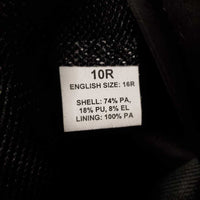 10R
ENGLISH SIZE: 16R
SHELL: 74% PA,
18% PU, 8% EL
LINING: 100% PA